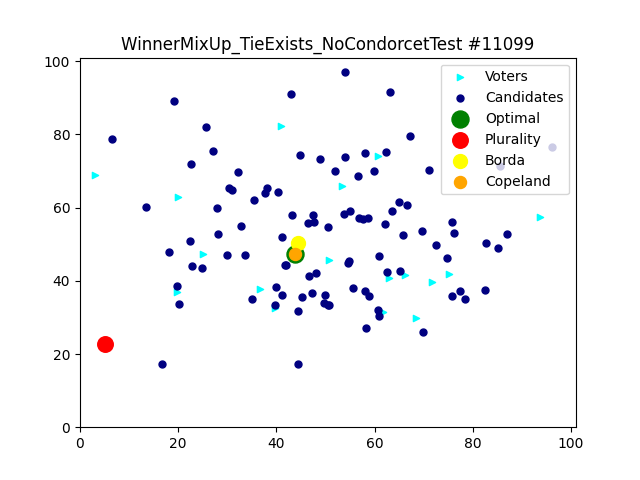 WinnerMixUp_TieExists_NoCondorcetTest #11099
100
80
60
40
20
0
0
20
40
60
80
100
Voters
Candidates
Optimal
Plurality
Borda
Copeland